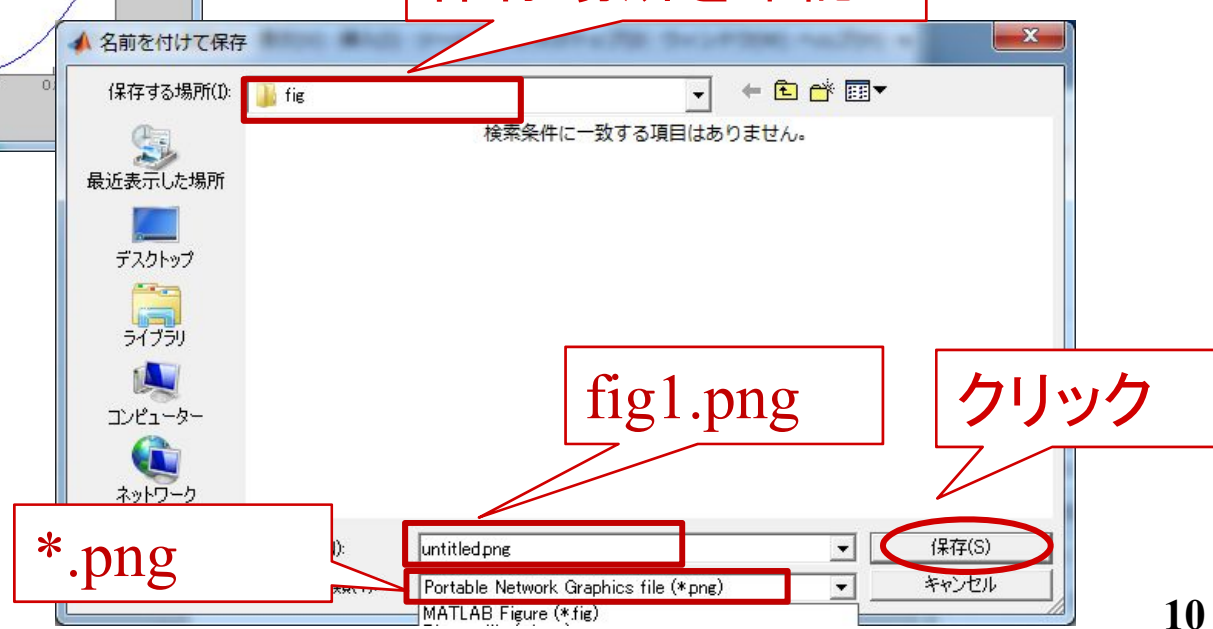 名前を付けて保存
保存する場所(I):
fig
検索条件に一致する項目はありません。
最近表示した場所
デスクトップ
ライブラリ
コンピューター
ネットワーク
fig1.png
クリック
*.png
untitled.png
保存(S)
Portable Network Graphics file (*.png)
キャンセル
MATLAB Figure (*.fig)
10